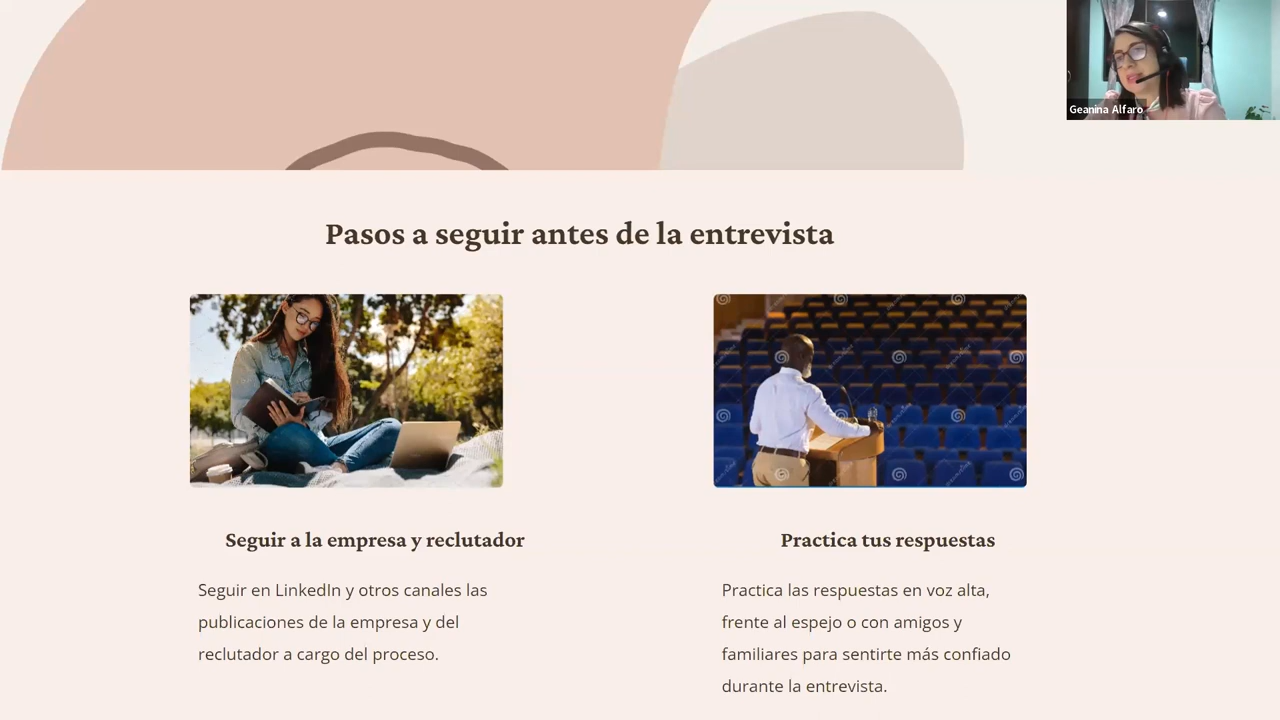 Geanina Alfaro
Pasos a seguir antes de la entrevista
Seguir a la empresa y reclutador
Seguir en LinkedIn y otros canales las
publicaciones de la empresa y del
reclutador a cargo del proceso.
Practica tus respuestas
Practica las respuestas en voz alta,
frente al espejo o con amigos y
familiares para sentirte más confiado
durante la entrevista.